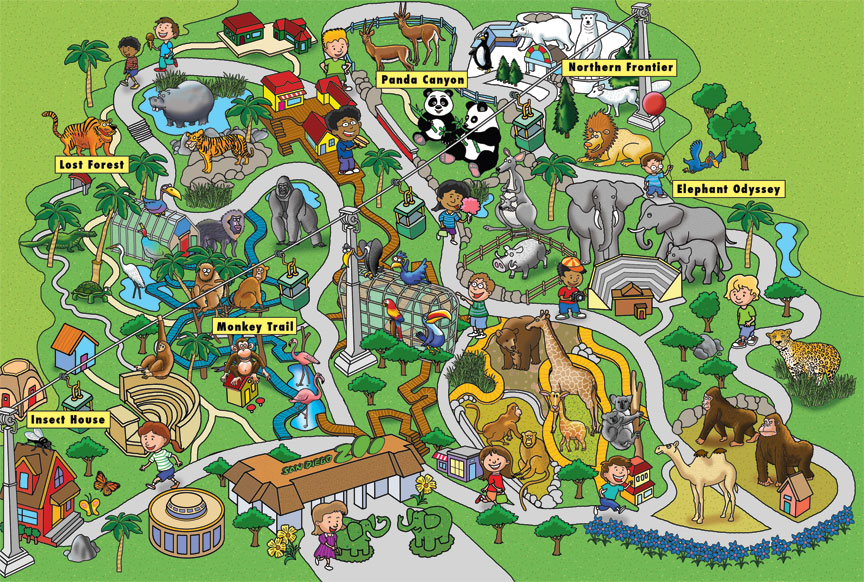 Panda Canyon
Northern Frontier
Lost Forest
Elephant Odyssey
Monkey Trail
Insect House
SAN DIEGO ZOO